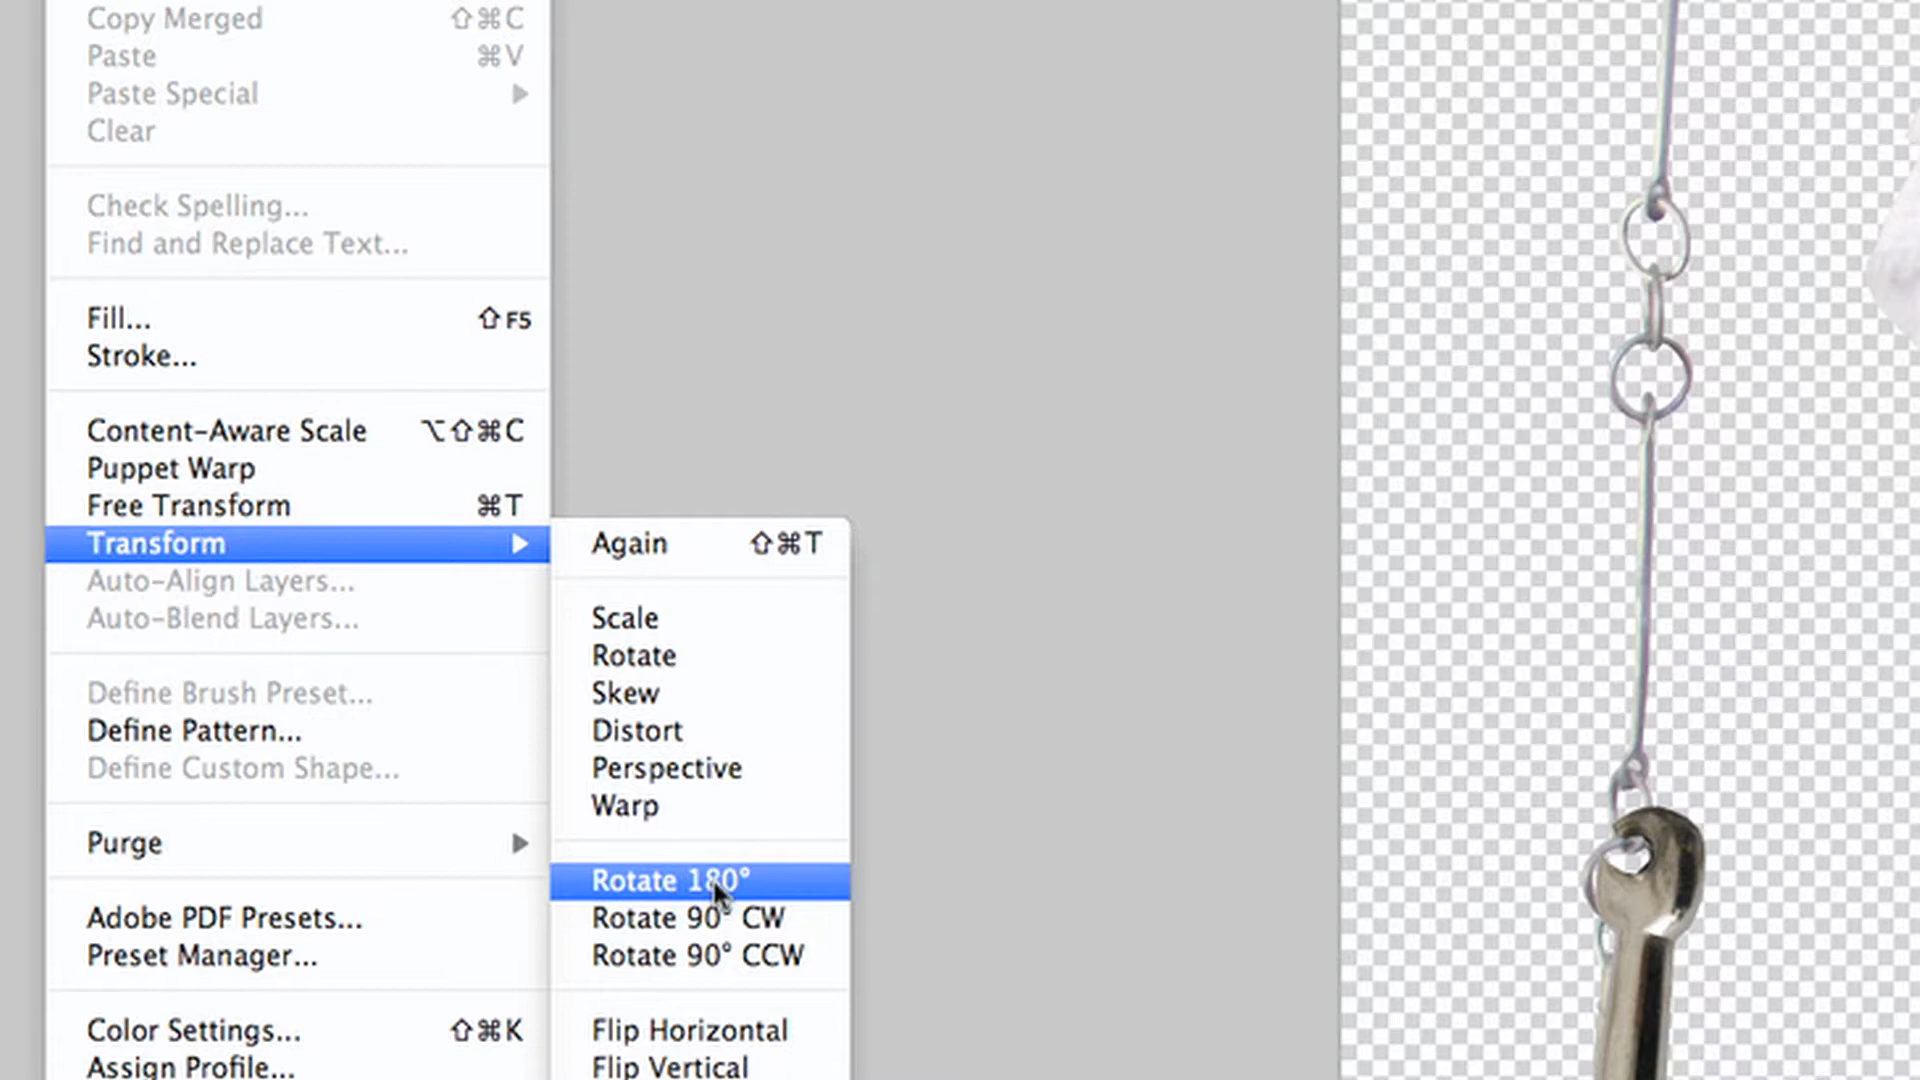 Copy Merged ⇧⌘C
Paste ⌘V
Paste Special ▶
Clear
Check Spelling...
Find and Replace Text...
Fill... ⇧F5
Stroke...
Content-Aware Scale ⌥⇧⌘C
Puppet Warp
Free Transform ⌘T
Transform ▶
Auto-Align Layers...
Auto-Blend Layers...
Define Brush Preset...
Define Pattern...
Define Custom Shape...
Purge ▶
Adobe PDF Presets...
Preset Manager...
Color Settings... ⇧⌘K
Assign Profile...
Again ⇧⌘T
Scale
Rotate
Skew
Distort
Perspective
Warp
Rotate 180°
Rotate 90° CW
Rotate 90° CCW
Flip Horizontal
Flip Vertical